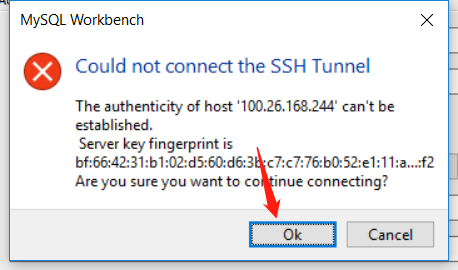 MySQL Workbench
Could not connect the SSH Tunnel
The authenticity of host '100.26.168.244' can't be
established.
Server key fingerprint is
bf:66:42:31:b1:02:d5:60:d6:3b:c7:c7:76:b0:52:e1:11:a...:f2
Are you sure you want to continue connecting?
Ok
Cancel